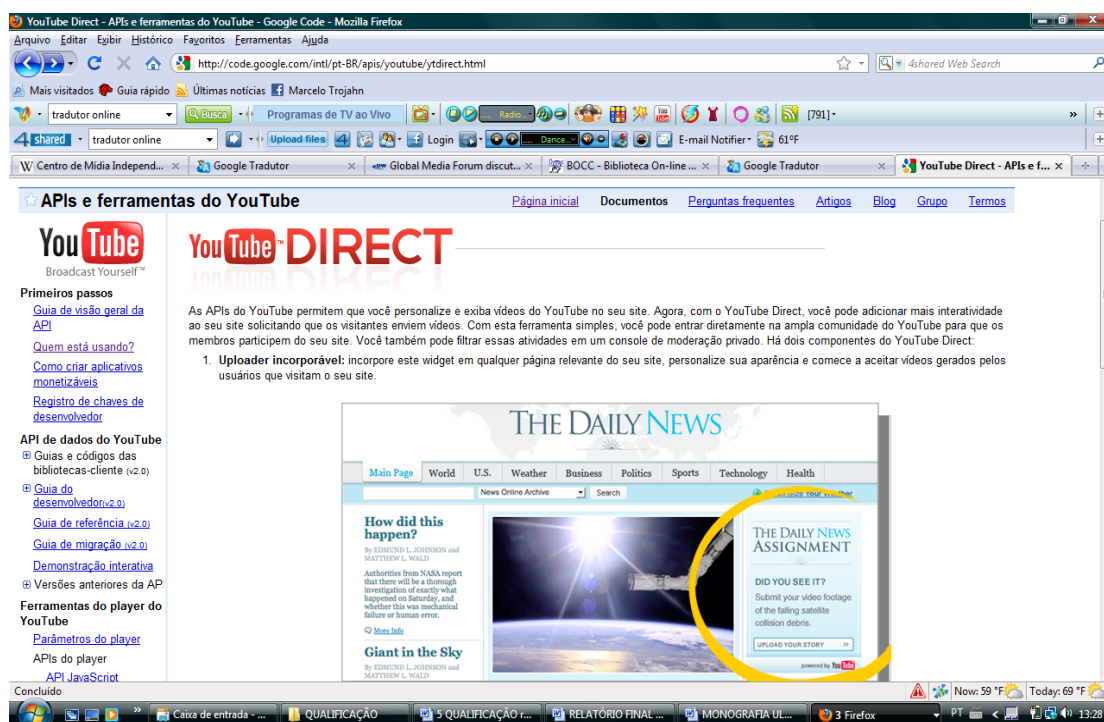 YouTube Direct - APIs e ferramentas do YouTube - Google Code - Mozilla Firefox
Arquivo Editar Exibir Histórico Favoritos Ferramentas Ajuda
http://code.google.com/intl/pt-BR/apis/youtube/ytdirect.html
4shared Web Search
Mais visitados Guia rápido Últimas notícias Marcelo Trojahn
tradutor online Busca Programas de TV ao Vivo Radio... [791]
4 shared tradutor online Upload files Login Dance... E-mail Notifier 61°F
Centro de Mídia Independ... Google Tradutor Global Media Forum discut... BOCC - Biblioteca On-line ... Google Tradutor YouTube Direct - APIs e f...
APIs e ferramentas do YouTube
Página inicial Documentos Perguntas frequentes Artigos Blog Grupo Termos
YouTube
Broadcast Yourself™
Primeiros passos
Guia de visão geral da
API
Quem está usando?
Como criar aplicativos
monetizáveis
Registro de chaves de
desenvolvedor
API de dados do YouTube
Guias e códigos das
bibliotecas-cliente (v2.0)
Guia do
desenvolvedor(v2.0)
Guia de referência (v2.0)
Guia de migração (v2.0)
Demonstração interativa
Versões anteriores da AP
Ferramentas do player do
YouTube
Parâmetros do player
APIs do player
API JavaScript
YouTube™ DIRECT
As APIs do YouTube permitem que você personalize e exiba vídeos do YouTube no seu site. Agora, com o YouTube Direct, você pode adicionar mais interatividade
ao seu site solicitando que os visitantes enviem vídeos. Com esta ferramenta simples, você pode entrar diretamente na ampla comunidade do YouTube para que os
membros participem do seu site. Você também pode filtrar essas atividades em um console de moderação privado. Há dois componentes do YouTube Direct:
1. Uploader incorporável: incorpore este widget em qualquer página relevante do seu site, personalize sua aparência e comece a aceitar vídeos gerados pelos
usuários que visitam o seu site.
THE DAILY NEWS
Main Page World U.S. Weather Business Politics Sports Technology Health
News Online Archive Search Your Weather
How did this
happen?
By EDMUND L. JOHNSON and
MATTHEW L. WALD
Authorities from NASA report
that there will be a thorough
investigation of exactly what
happened on Saturday, and
whether this was mechanical
failure or human error.
More Info
Giant in the Sky
By EDMUND L. JOHNSON and
MATTHEW L. WALD
THE DAILY NEWS
ASSIGNMENT
DID YOU SEE IT?
Submit your video footage
of the falling satellite
collision debris.
UPLOAD YOUR STORY
powered by YouTube
Concluído
Now: 59 °F Today: 69 °F
Caixa de entrada - ... QUALIFICAÇÃO 5 QUALIFICAÇÃO r... RELATÓRIO FINAL ... MONOGRAFIA UL... 3 Firefox PT 13:28